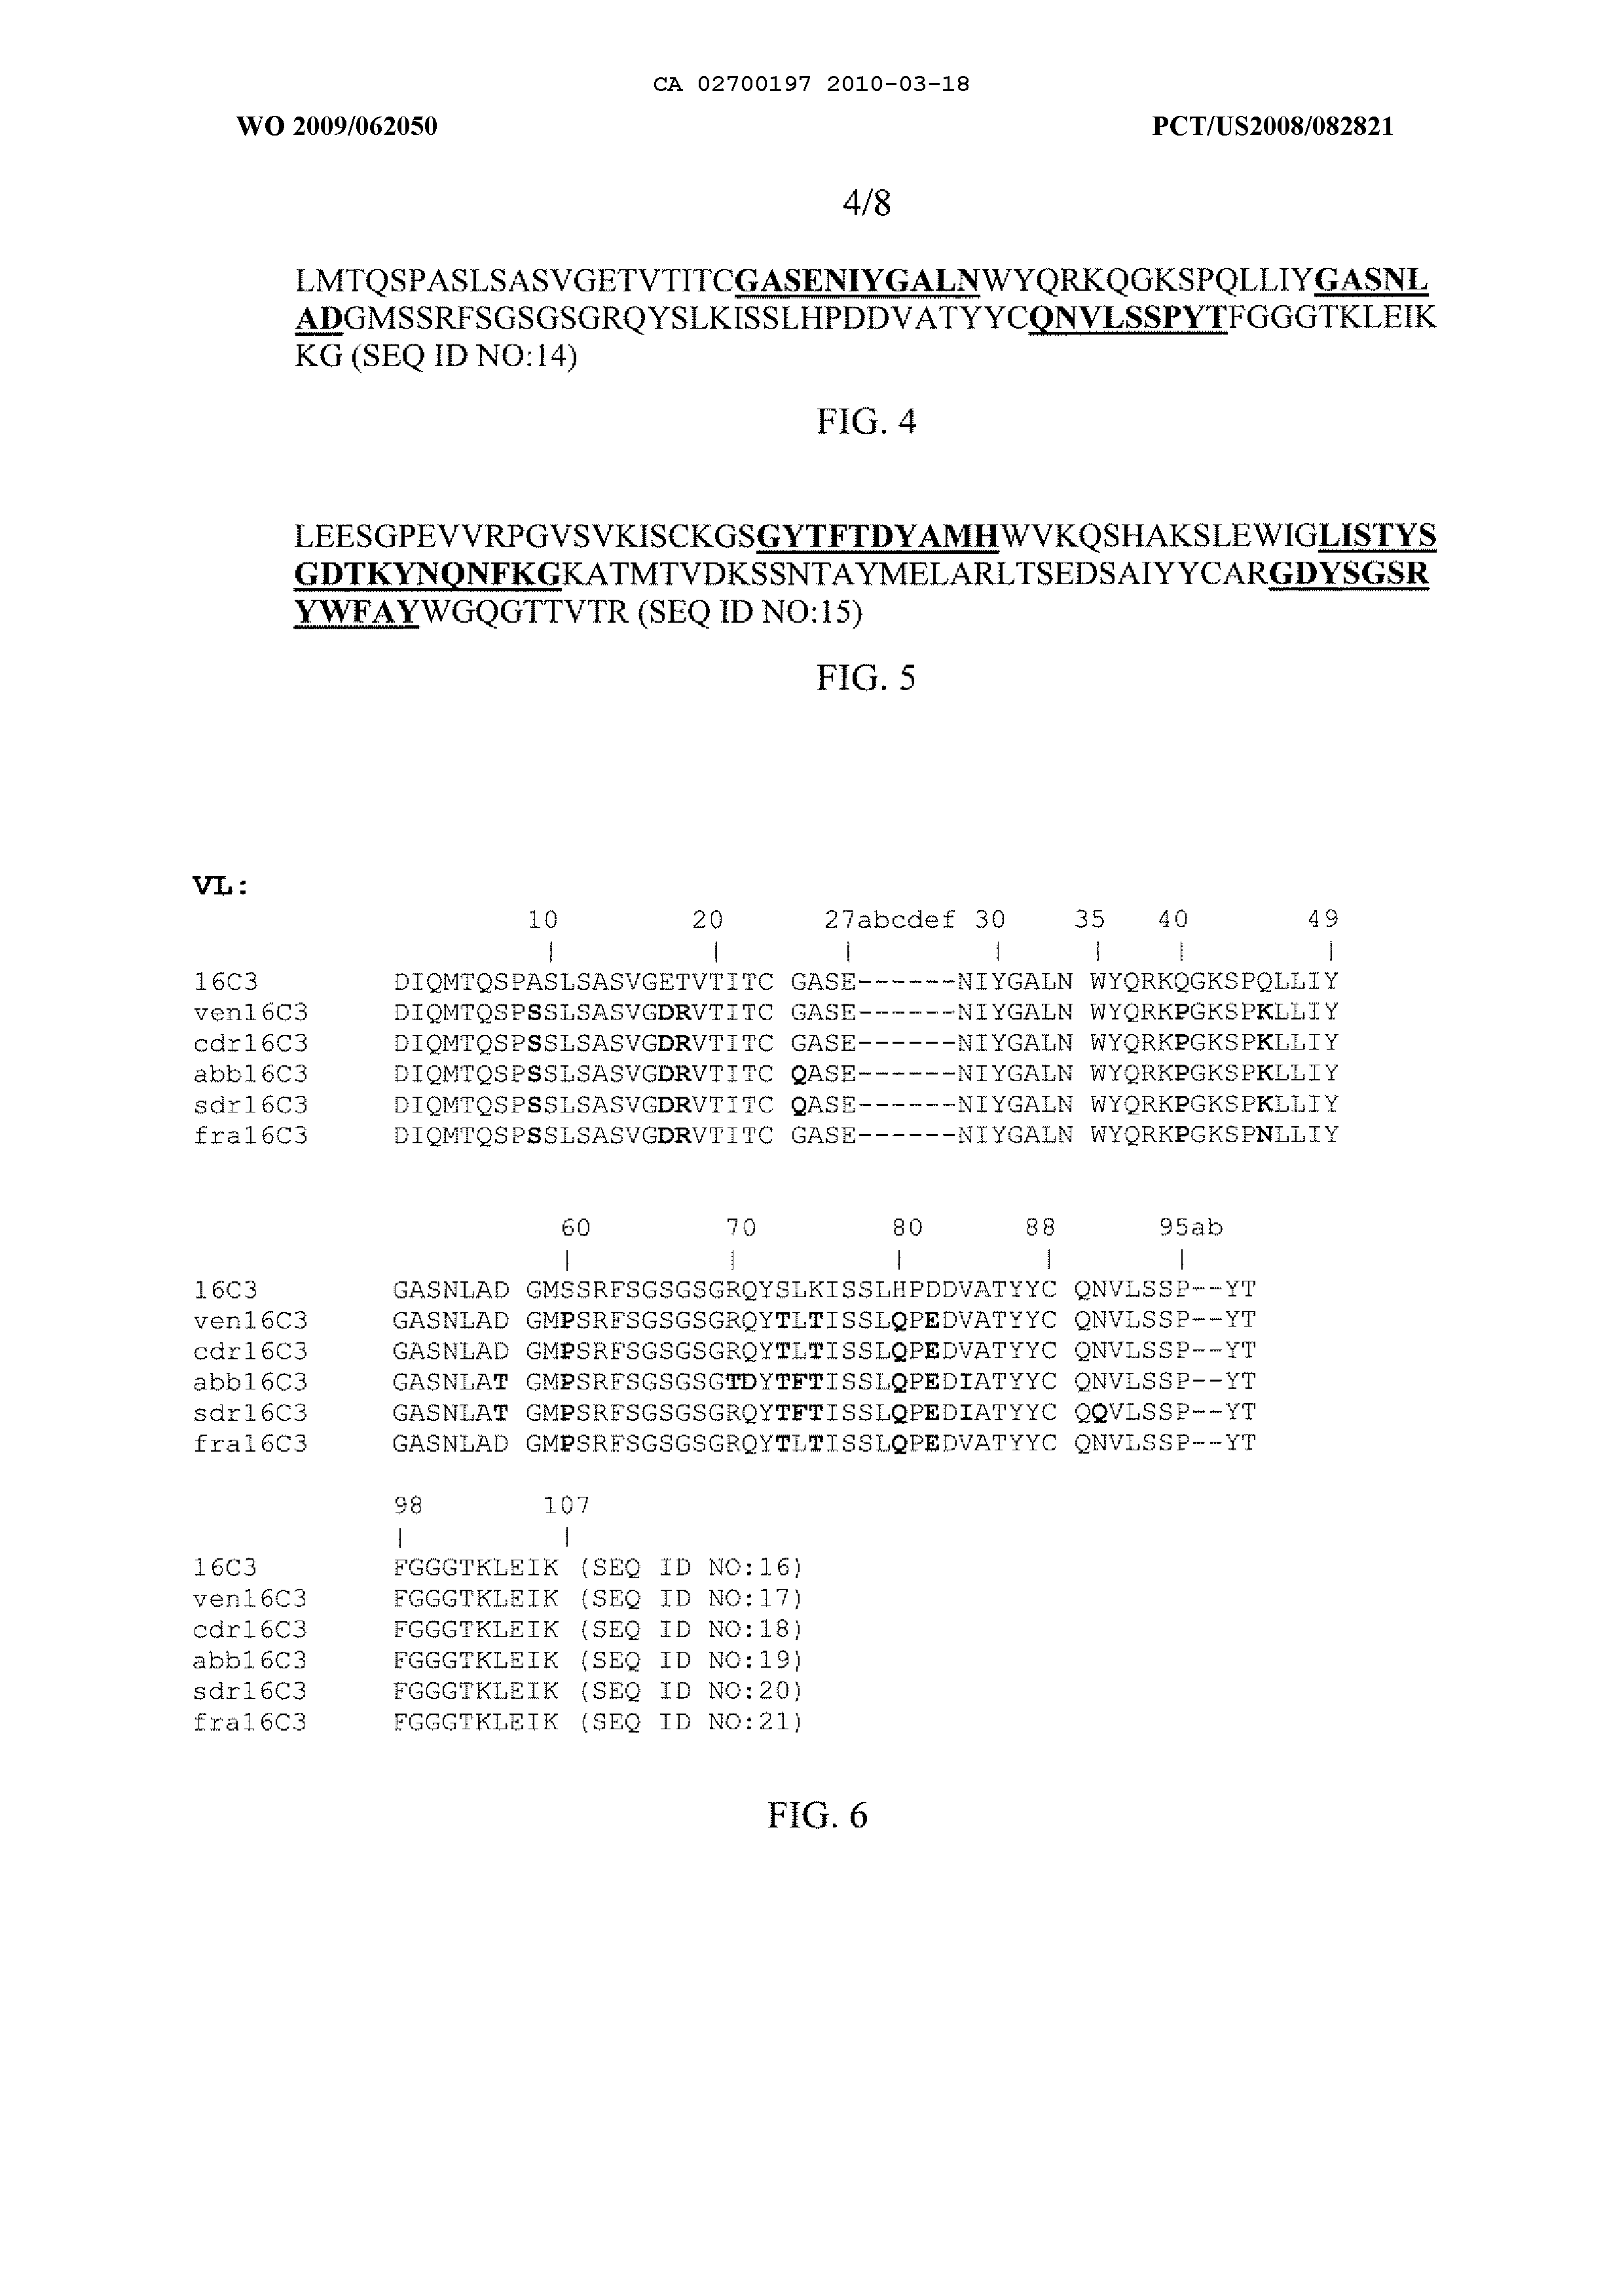 CA 02700197 2010-03-18
WO 2009/062050 PCT/US2008/082821
4/8
LMTQSPASLSASVGETVTITCGASENIYGALNWYQRKQGKSPQLLIYGASNL
ADGMSSRFSGSGSGRQYSLKISSLHPDDVATYYCQNVLSSPYTFGGGTKLEIK
KG (SEQ ID NO:14)
FIG. 4
LEESGPEVVRPGVSVKISCKGSGYTFTDYAMHWVKQSHAKSLEWIGLISTYS
GDTKYNQNFKGKATMTVDKSSNTAYMELARLTSEDSAIYYCARGDYSGSR
YWFAYWGQGTTVTR (SEQ ID NO:15)
FIG. 5
VL:
10 20 27abcdef 30 35 40 49
| | | | | | |
16C3 DIQMTQSPASLSASVGETVTITC GASE------NIYGALN WYQRKQGKSPQLLIY
ven16C3 DIQMTQSPSSLSASVGDRVTITC GASE------NIYGALN WYQRKPGKSPKLLIY
cdr16C3 DIQMTQSPSSLSASVGDRVTITC GASE------NIYGALN WYQRKPGKSPKLLIY
abb16C3 DIQMTQSPSSLSASVGDRVTITC QASE------NIYGALN WYQRKPGKSPKLLIY
sdr16C3 DIQMTQSPSSLSASVGDRVTITC QASE------NIYGALN WYQRKPGKSPKLLIY
fra16C3 DIQMTQSPSSLSASVGDRVTITC GASE------NIYGALN WYQRKPGKSPNLLIY
60 70 80 88 95ab
| | | | |
16C3 GASNLAD GMSSRFSGSGSGRQYSLKISSLHPDDVATYYC QNVLSSP--YT
ven16C3 GASNLAD GMPSRFSGSGSGRQYTLTISSLQPEDVATYYC QNVLSSP--YT
cdr16C3 GASNLAD GMPSRFSGSGSGRQYTLTISSLQPEDVATYYC QNVLSSP--YT
abb16C3 GASNLAT GMPSRFSGSGSGTDYTFTISSLQPEDIATYYC QNVLSSP--YT
sdr16C3 GASNLAT GMPSRFSGSGSGRQYTFTISSLQPEDIATYYC QQVLSSP--YT
fra16C3 GASNLAD GMPSRFSGSGSGRQYTLTISSLQPEDVATYYC QNVLSSP--YT
98 107
| |
16C3 FGGGTKLEIK (SEQ ID NO:16)
ven16C3 FGGGTKLEIK (SEQ ID NO:17)
cdr16C3 FGGGTKLEIK (SEQ ID NO:18)
abb16C3 FGGGTKLEIK (SEQ ID NO:19)
sdr16C3 FGGGTKLEIK (SEQ ID NO:20)
fra16C3 FGGGTKLEIK (SEQ ID NO:21)
FIG. 6